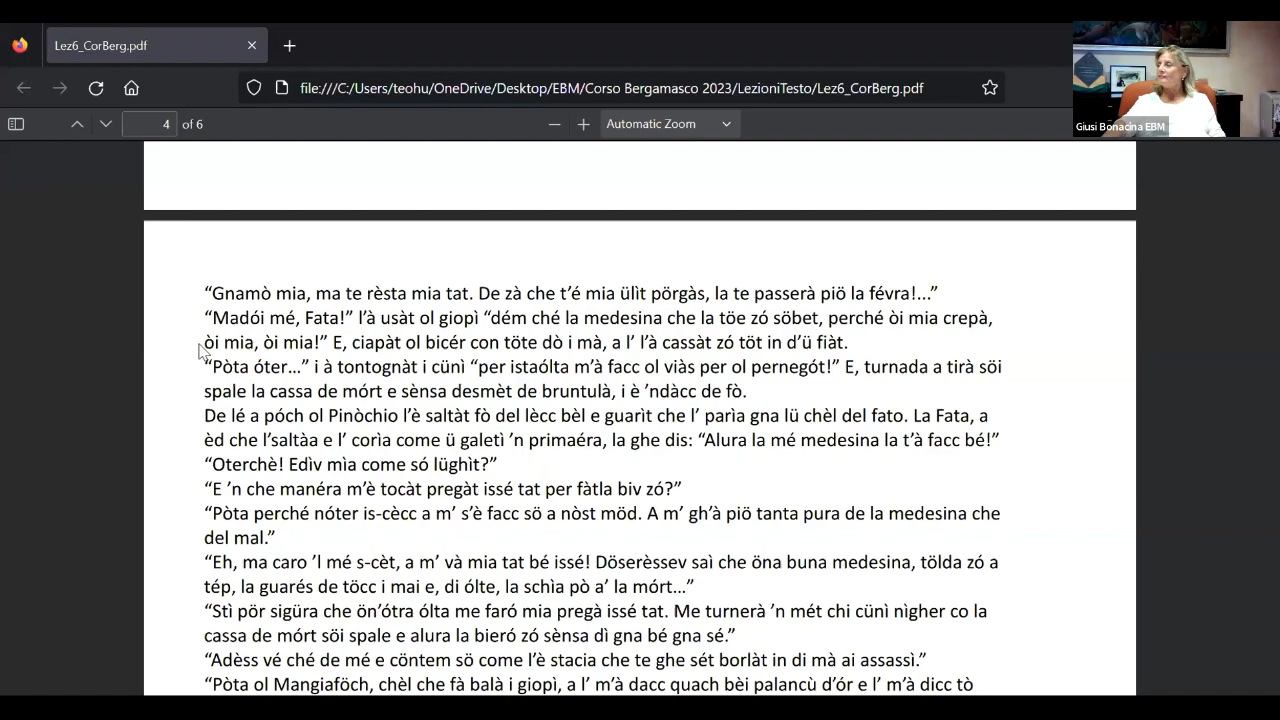 Lez6_CorBerg.pdf
file:///C:/Users/teohu/OneDrive/Desktop/EBM/Corso Bergamasco 2023/LezioniTesto/Lez6_CorBerg.pdf
Giusi Bonacina EBM
4 of 6
Automatic Zoom
“Gnamò mia, ma te rèsta mia tat. De zà che t’é mia ülìt pörgàs, la te passerà piö la févra!...”
“Madói mé, Fata!” l’à usàt ol giopì “dém ché la medesina che la töe zó söbet, perché òi mia crepà,
òi mia, òi mia!” E, ciapàt ol bicér con töte dò i mà, a l’ l’à cassàt zó töt in d’ü fiàt.
“Pòta óter…” i à tontognàt i cünì “per istaólta m’à facc ol viàs per ol pernegót!” E, turnada a tirà söi
spale la cassa de mórt e sènsa desmèt de bruntulà, i è ’ndàcc de fò.
De lé a póch ol Pinòchio l’è saltàt fò del lècc bèl e guarìt che l’ parìa gna lü chèl del fato. La Fata, a
èd che l’saltàa e l’ corìa come ü galetì ’n primaéra, la ghe dis: “Alura la mé medesina la t’à facc bé!”
“Oterchè! Edìv mìa come só lüghìt?”
“E ’n che manéra m’è tocàt pregàt issé tat per fàtla biv zó?”
“Pòta perché nóter is-cècc a m’ s’è facc sö a nòst möd. A m’ gh’à piö tanta pura de la medesina che
del mal.”
“Eh, ma caro ’l mé s-cèt, a m’ và mia tat bé issé! Döserèssev saì che öna buna medesina, tölda zó a
tép, la guarés de töcc i mai e, di ólte, la schìa pò a’ la mórt…”
“Stì pör sigüra che ön’ótra ólta me faró mia pregà issé tat. Me turnerà ’n mét chi cünì nìgher co la
cassa de mórt söi spale e alura la bieró zó sènsa dì gna bé gna sé.”
“Adèss vé ché de mé e cöntem sö come l’è stacia che te ghe sét borlàt in di mà ai assassì.”
“Pòta ol Mangiaföch, chèl che fà balà i giopì, a l’ m’à dacc quach bèi palancù d’ór e l’ m’à dicc tò